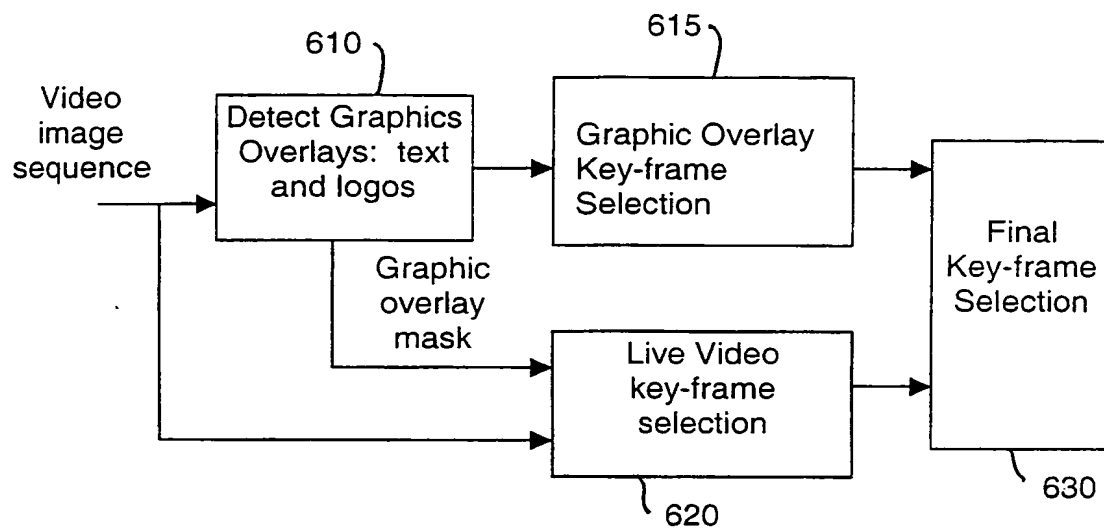 610
615
Video
image
sequence
Detect Graphics
Overlays: text
and logos
Graphic Overlay
Key-frame
Selection
Final
Key-frame
Selection
Graphic
overlay
mask
Live Video
key-frame
selection
620
630